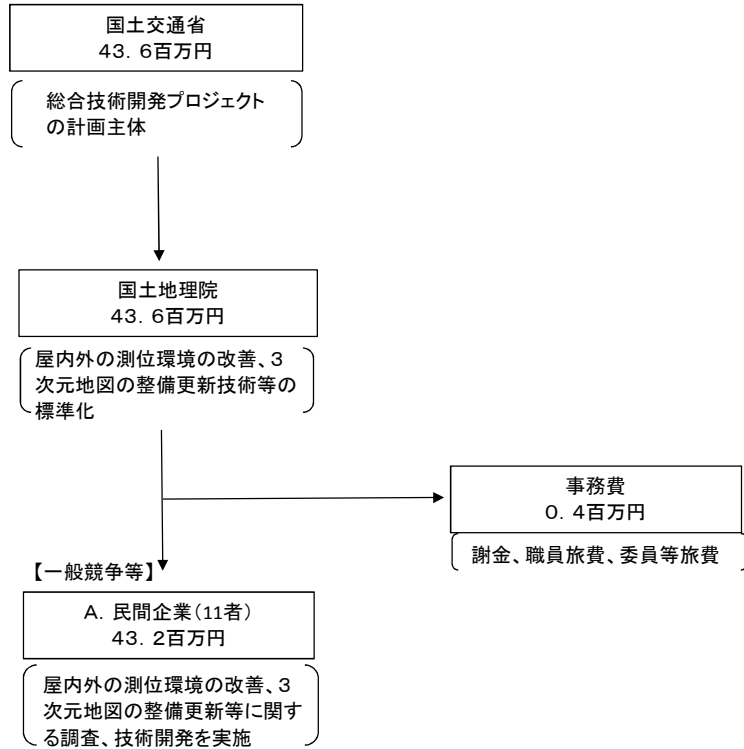 国土交通省
43．6百万円
総合技術開発プロジェクト
の計画主体
国土地理院
43．6百万円
屋内外の測位環境の改善、3
次元地図の整備更新技術等の
標準化
事務費
0．4百万円
謝金、職員旅費、委員等旅費
【一般競争等】
A．民間企業（11者）
43．2百万円
屋内外の測位環境の改善、3
次元地図の整備更新等に関す
る調査、技術開発を実施